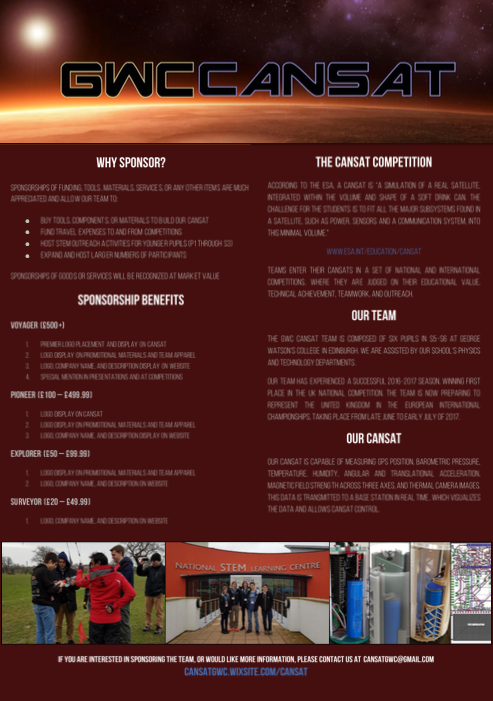 GWCCANSAT
WHY SPONSOR?
SPONSORSHIPS OF FUNDING, TOOLS, MATERIALS, SERVICES, OR ANY OTHER ITEMS ARE MUCH
APPRECIATED AND ALLOW OUR TEAM TO:
BUY TOOLS, COMPONENTS, OR MATERIALS TO BUILD OUR CANSAT
FUND TRAVEL EXPENSES TO AND FROM COMPETITIONS
HOST STEM OUTREACH ACTIVITIES FOR YOUNGER PUPILS (P1 THROUGH S3)
EXPAND AND HOST LARGER NUMBERS OF PARTICIPANTS
SPONSORSHIPS OF GOODS OR SERVICES WILL BE RECOGNIZED AT MARKET VALUE
SPONSORSHIP BENEFITS
VOYAGER (£500+)
1. PREMIER LOGO PLACEMENT AND DISPLAY ON CANSAT
2. LOGO DISPLAY ON PROMOTIONAL MATERIALS AND TEAM APPAREL
3. LOGO, COMPANY NAME, AND DESCRIPTION DISPLAY ON WEBSITE
4. SPECIAL MENTION IN PRESENTATIONS AND AT COMPETITIONS
PIONEER (£100 – £499.99)
1. LOGO DISPLAY ON CANSAT
2. LOGO DISPLAY ON PROMOTIONAL MATERIALS AND TEAM APPAREL
3. LOGO, COMPANY NAME, AND DESCRIPTION DISPLAY ON WEBSITE
EXPLORER (£50 – £99.99)
1. LOGO DISPLAY ON PROMOTIONAL MATERIALS AND TEAM APPAREL
2. LOGO, COMPANY NAME, AND DESCRIPTION ON WEBSITE
SURVEYOR (£20 – £49.99)
1. LOGO, COMPANY NAME, AND DESCRIPTION ON WEBSITE
THE CANSAT COMPETITION
ACCORDING TO THE ESA, A CANSAT IS "A SIMULATION OF A REAL SATELLITE,
INTEGRATED WITHIN THE VOLUME AND SHAPE OF A SOFT DRINK CAN. THE
CHALLENGE FOR THE STUDENTS IS TO FIT ALL THE MAJOR SUBSYSTEMS FOUND IN
A SATELLITE, SUCH AS POWER, SENSORS AND A COMMUNICATION SYSTEM, INTO
THIS MINIMAL VOLUME."
WWW.ESA.INT/EDUCATION/CANSAT
TEAMS ENTER THEIR CANSATS IN A SET OF NATIONAL AND INTERNATIONAL
COMPETITIONS, WHERE THEY ARE JUDGED ON THEIR EDUCATIONAL VALUE,
TECHNICAL ACHIEVEMENT, TEAMWORK, AND OUTREACH.
OUR TEAM
THE GWC CANSAT TEAM IS COMPOSED OF SIX PUPILS IN S5-S6 AT GEORGE
WATSON'S COLLEGE IN EDINBURGH. WE ARE ASSISTED BY OUR SCHOOL'S PHYSICS
AND TECHNOLOGY DEPARTMENTS.
OUR TEAM HAS EXPERIENCED A SUCCESSFUL 2016-2017 SEASON, WINNING FIRST
PLACE IN THE UK NATIONAL COMPETITION. THE TEAM IS NOW PREPARING TO
REPRESENT THE UNITED KINGDOM IN THE EUROPEAN INTERNATIONAL
CHAMPIONSHIPS, TAKING PLACE FROM LATE JUNE TO EARLY JULY OF 2017.
OUR CANSAT
OUR CANSAT IS CAPABLE OF MEASURING GPS POSITION, BAROMETRIC PRESSURE,
TEMPERATURE, HUMIDITY, ANGULAR AND TRANSLATIONAL ACCELERATION,
MAGNETIC FIELD STRENGTH ACROSS THREE AXES, AND THERMAL CAMERA IMAGES.
THIS DATA IS TRANSMITTED TO A BASE STATION IN REAL TIME, WHICH VISUALIZES
THE DATA AND ALLOWS CANSAT CONTROL.
NATIONAL STEM LEARNING CENTRE
IF YOU ARE INTERESTED IN SPONSORING THE TEAM, OR WOULD LIKE MORE INFORMATION, PLEASE CONTACT US AT CANSATGWC@GMAIL.COM
CANSATGWC.WIXSITE.COM/CANSAT